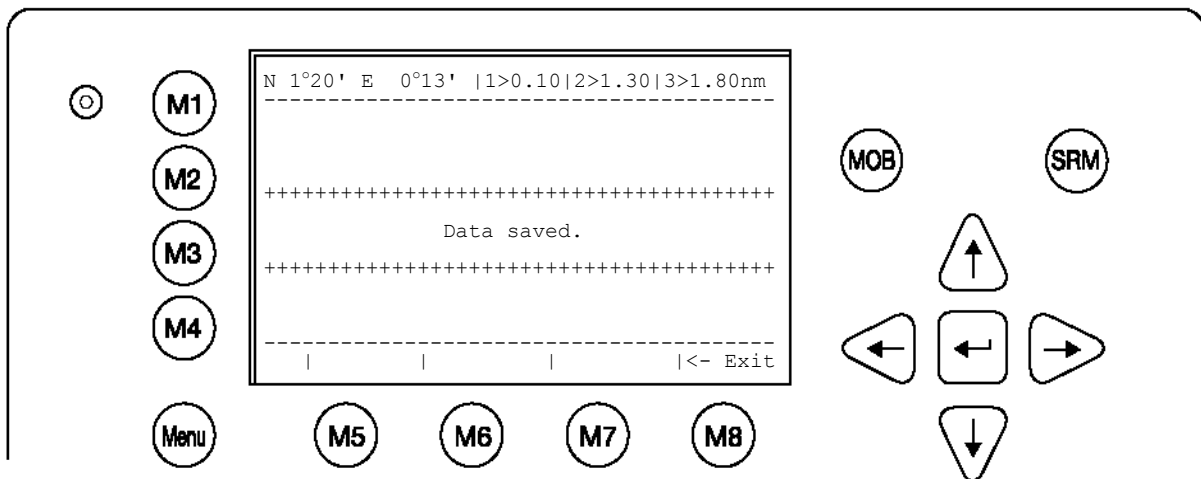 N 1°20' E 0°13' |1>0.10|2>1.30|3>1.80nm
----------------------------------------
M1
M2
++++++++++++++++++++++++++++++++++++++++
Data saved.
M3
++++++++++++++++++++++++++++++++++++++++
M4
----------------------------------------
| | | |<- Exit
Menu M5 M6 M7 M8
MOB SRM